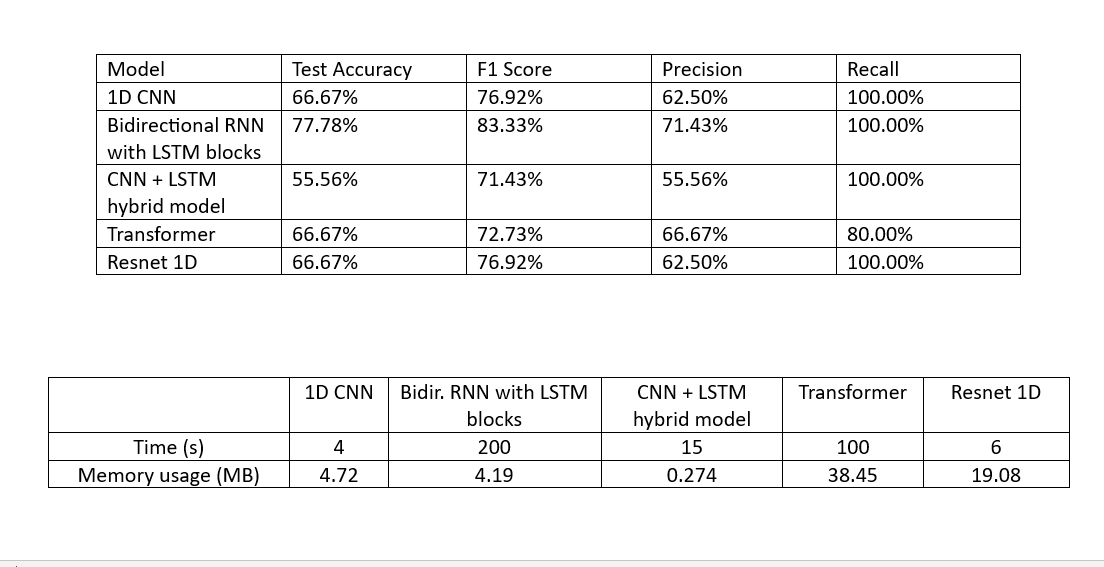 Model Test Accuracy F1 Score Precision Recall
1D CNN 66.67% 76.92% 62.50% 100.00%
Bidirectional RNN 77.78% 83.33% 71.43% 100.00%
with LSTM blocks
CNN + LSTM 55.56% 71.43% 55.56% 100.00%
hybrid model
Transformer 66.67% 72.73% 66.67% 80.00%
Resnet 1D 66.67% 76.92% 62.50% 100.00%
1D CNN Bidir. RNN with LSTM CNN + LSTM Transformer Resnet 1D
blocks hybrid model
Time (s) 4 200 15 100 6
Memory usage (MB) 4.72 4.19 0.274 38.45 19.08